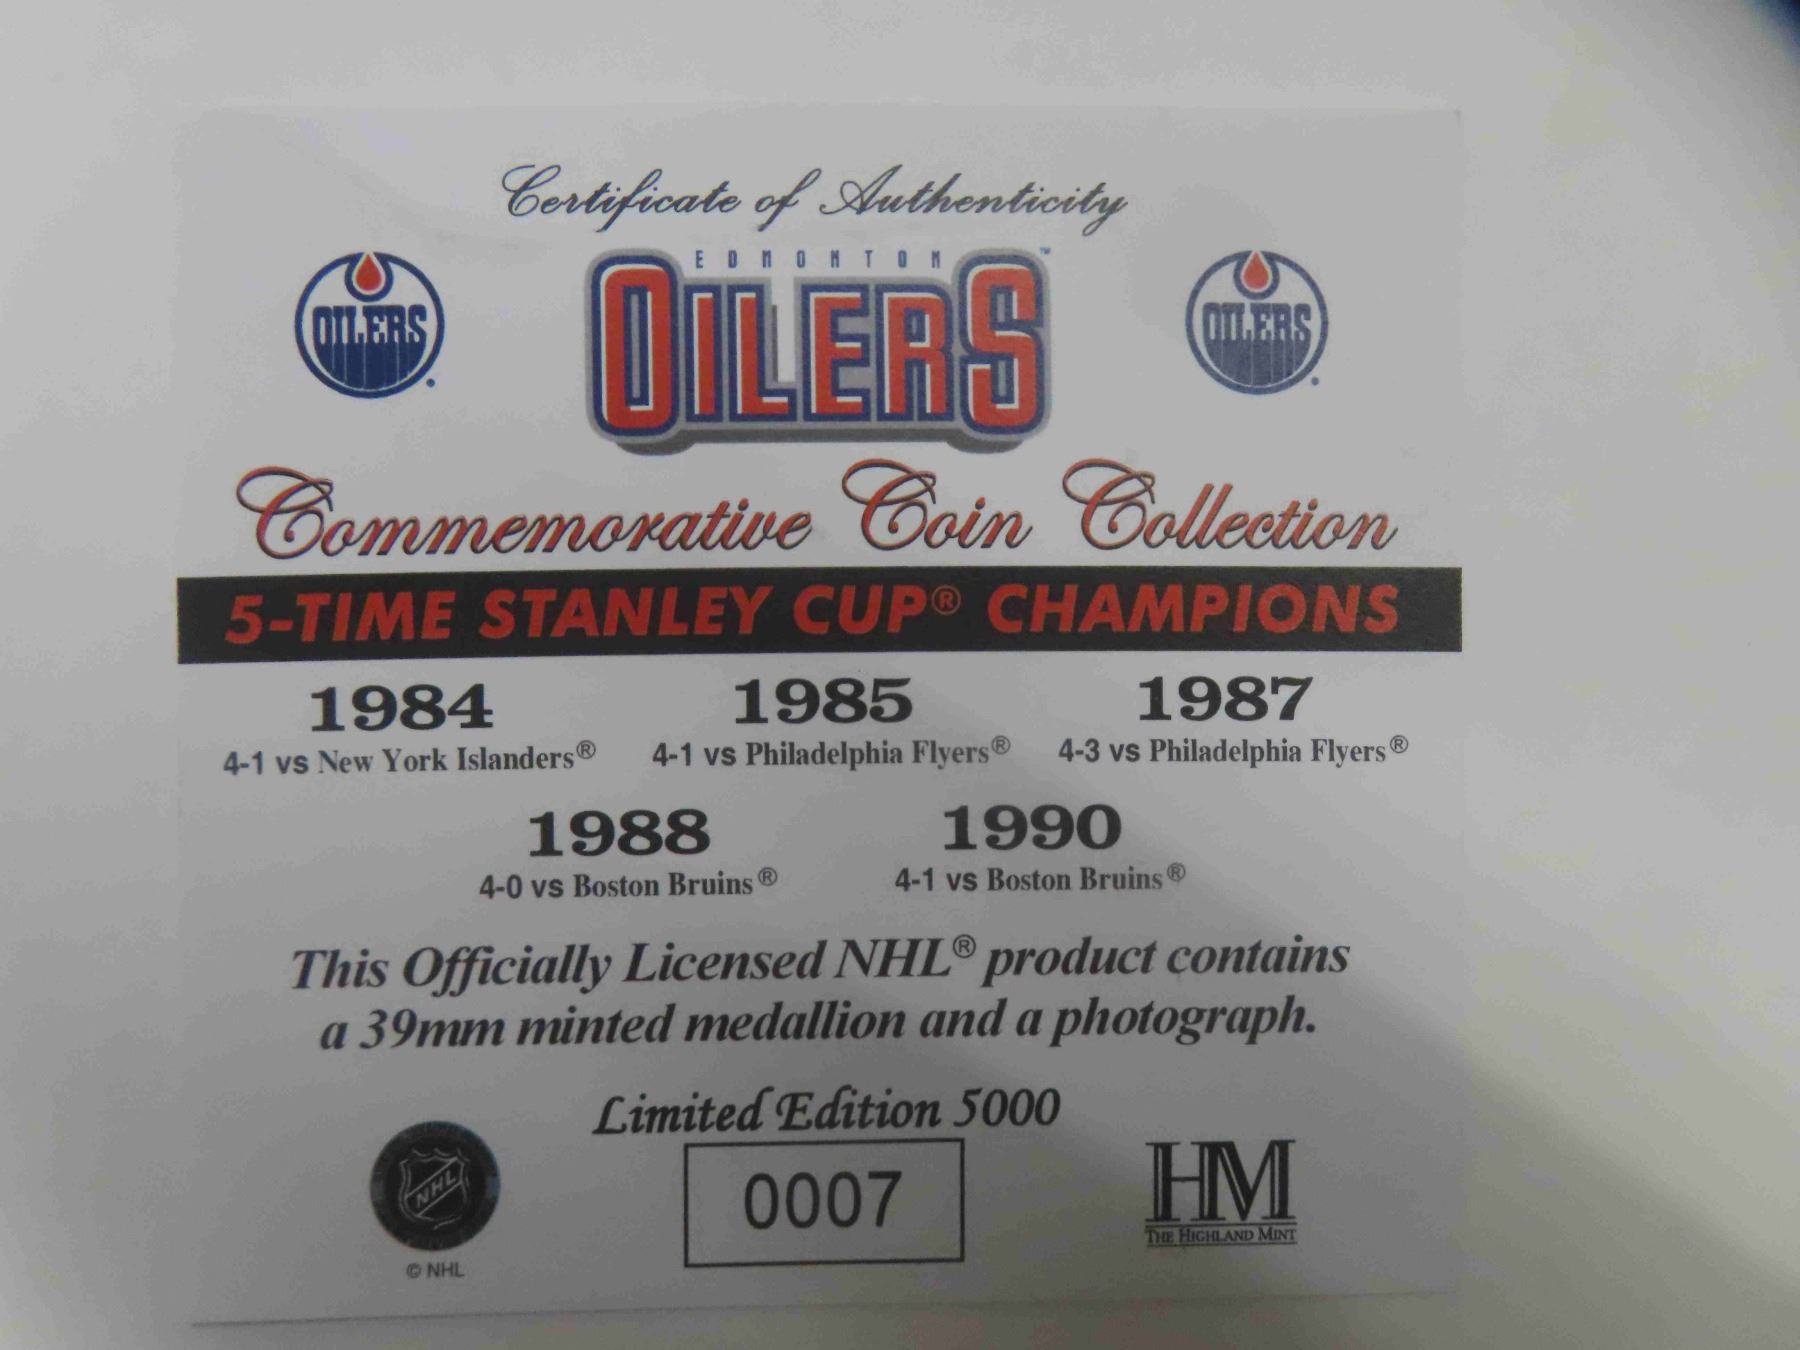 Certificate of Authenticity
EDMONTON
OILERS™
OILERS
OILERS
Commemorative Coin Collection
5-TIME STANLEY CUP® CHAMPIONS
1984 1985 1987
4-1 vs New York Islanders® 4-1 vs Philadelphia Flyers® 4-3 vs Philadelphia Flyers®
1988 1990
4-0 vs Boston Bruins® 4-1 vs Boston Bruins®
This Officially Licensed NHL® product contains
a 39mm minted medallion and a photograph.
Limited Edition 5000
0007
NHL
© NHL
HM
THE HIGHLAND MINT